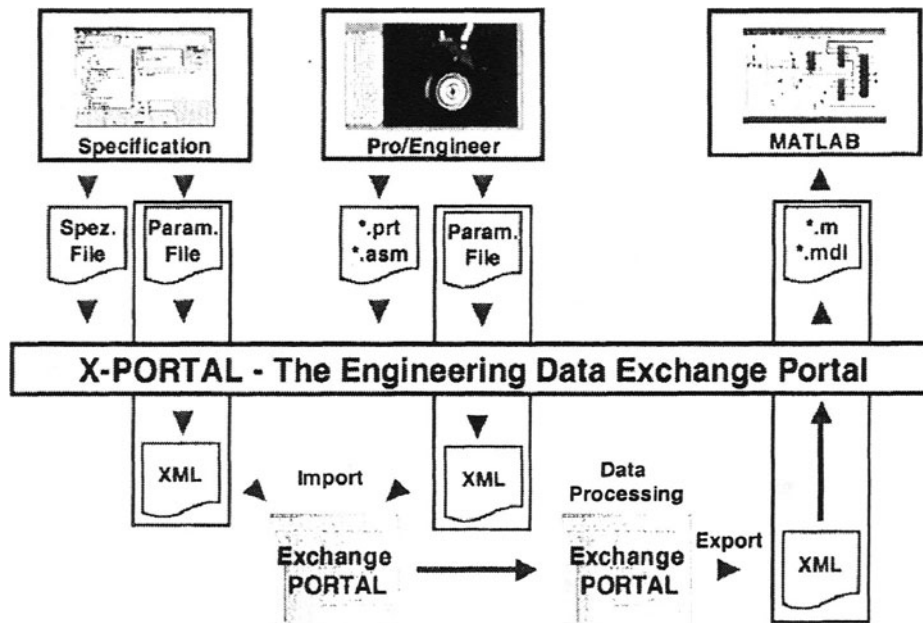 Specification
Pro/Engineer
MATLAB
Spez.
File
Param.
File
*.prt
*.asm
Param.
File
*.m
*.mdl
X-PORTAL - The Engineering Data Exchange Portal
XML
Import
XML
Data
Processing
Exchange
PORTAL
Exchange
PORTAL
Export
XML